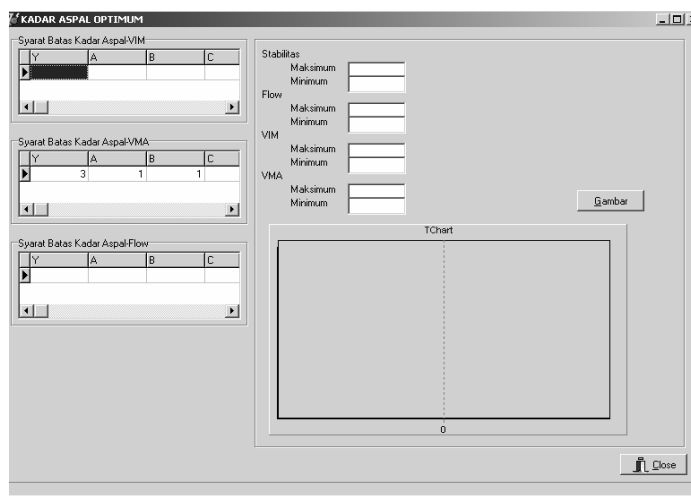 KADAR ASPAL OPTIMUM
Syarat Batas Kadar Aspal-VIM
Y A B C
Syarat Batas Kadar Aspal-VMA
Y A B C
3 1 1
Syarat Batas Kadar Aspal-Flow
Y A B C
Stabilitas
Maksimum
Minimum
Flow
Maksimum
Minimum
VIM
Maksimum
Minimum
VMA
Maksimum
Minimum
Gambar
TChart
0
Close